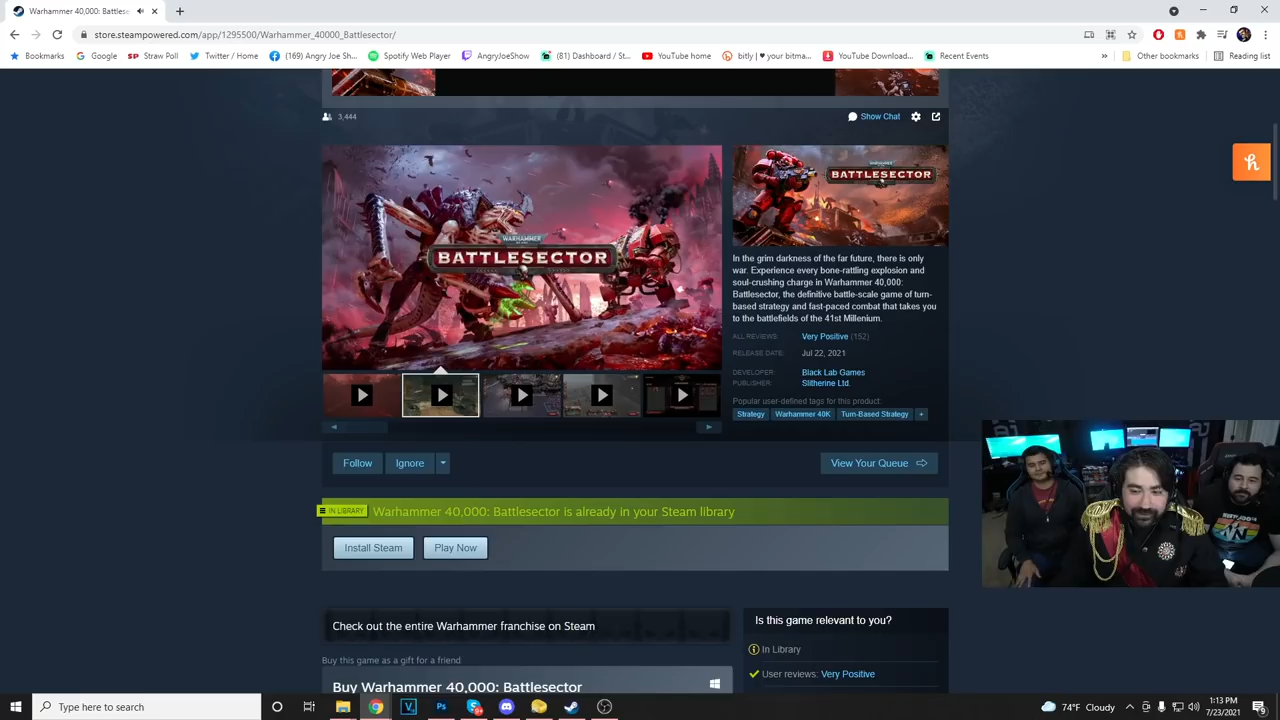 Warhammer 40,000: Battles
store.steampowered.com/app/1295500/Warhammer_40000_Battlesector/
Bookmarks
Google
SP Straw Poll
Twitter / Home
(169) Angry Joe Sh...
Spotify Web Player
AngryJoeShow
(81) Dashboard / St...
YouTube home
bitly | ♥ your bitma...
YouTube Download...
Recent Events
»
Other bookmarks
Reading list
3,444
Show Chat
WARHAMMER
BATTLESECTOR
WARHAMMER
BATTLESECTOR
In the grim darkness of the far future, there is only
war. Experience every bone-rattling explosion and
soul-crushing charge in Warhammer 40,000:
Battlesector, the definitive battle-scale game of turn-
based strategy and fast-paced combat that takes you
to the battlefields of the 41st Millenium.
ALL REVIEWS: Very Positive (152)
RELEASE DATE: Jul 22, 2021
DEVELOPER: Black Lab Games
PUBLISHER: Slitherine Ltd.
Popular user-defined tags for this product:
Strategy Warhammer 40K Turn-Based Strategy +
Follow Ignore
View Your Queue
IN LIBRARY Warhammer 40,000: Battlesector is already in your Steam library
Install Steam Play Now
Check out the entire Warhammer franchise on Steam
Is this game relevant to you?
In Library
Buy this game as a gift for a friend
User reviews: Very Positive
Buy Warhammer 40,000: Battlesector
Type here to search
74°F Cloudy
1:13 PM
7/23/2021